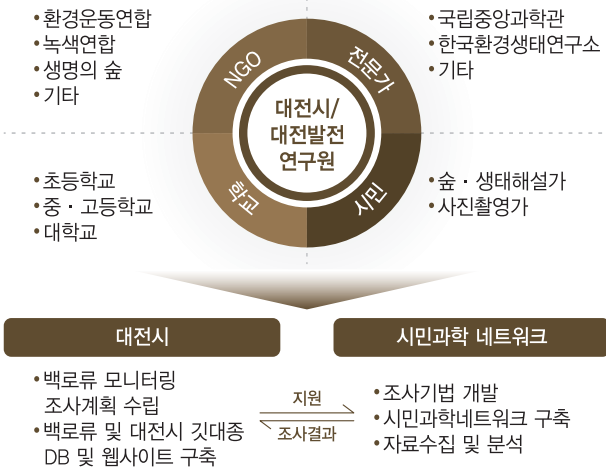 • 환경운동연합
• 녹색연합
• 생명의 숲
• 기타
NGO
전문가
• 국립중앙과학관
• 한국환경생태연구소
• 기타
대전시/
대전발전
연구원
• 초등학교
• 중 · 고등학교
• 대학교
학교
시민
• 숲 · 생태해설가
• 사진촬영가
대전시
• 백로류 모니터링
조사계획 수립
• 백로류 및 대전시 깃대종
DB 및 웹사이트 구축
지원
조사결과
시민과학 네트워크
• 조사기법 개발
• 시민과학네트워크 구축
• 자료수집 및 분석